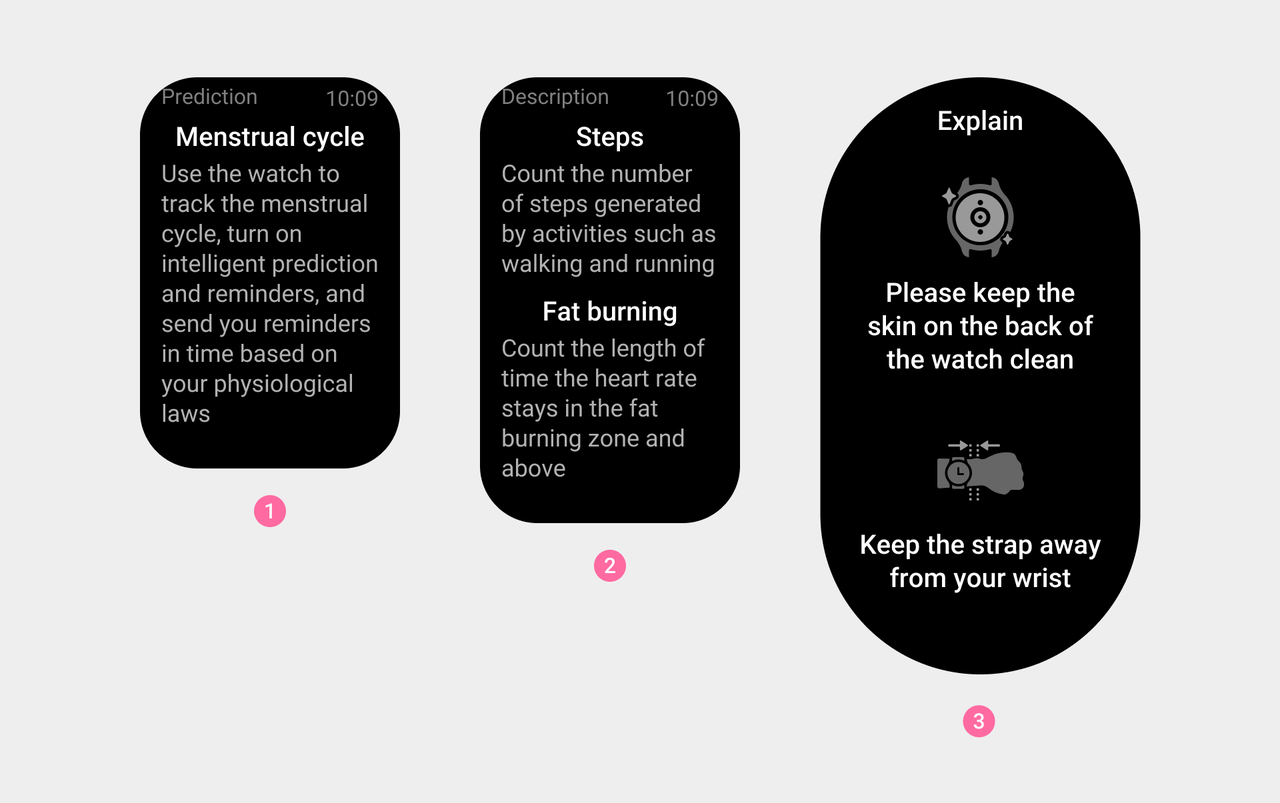 Prediction 10:09
Menstrual cycle
Use the watch to
track the menstrual
cycle, turn on
intelligent prediction
and reminders, and
send you reminders
in time based on
your physiological
laws
1
Description 10:09
Steps
Count the number
of steps generated
by activities such as
walking and running
Fat burning
Count the length of
time the heart rate
stays in the fat
burning zone and
above
2
Explain
Please keep the
skin on the back of
the watch clean
Keep the strap away
from your wrist
3